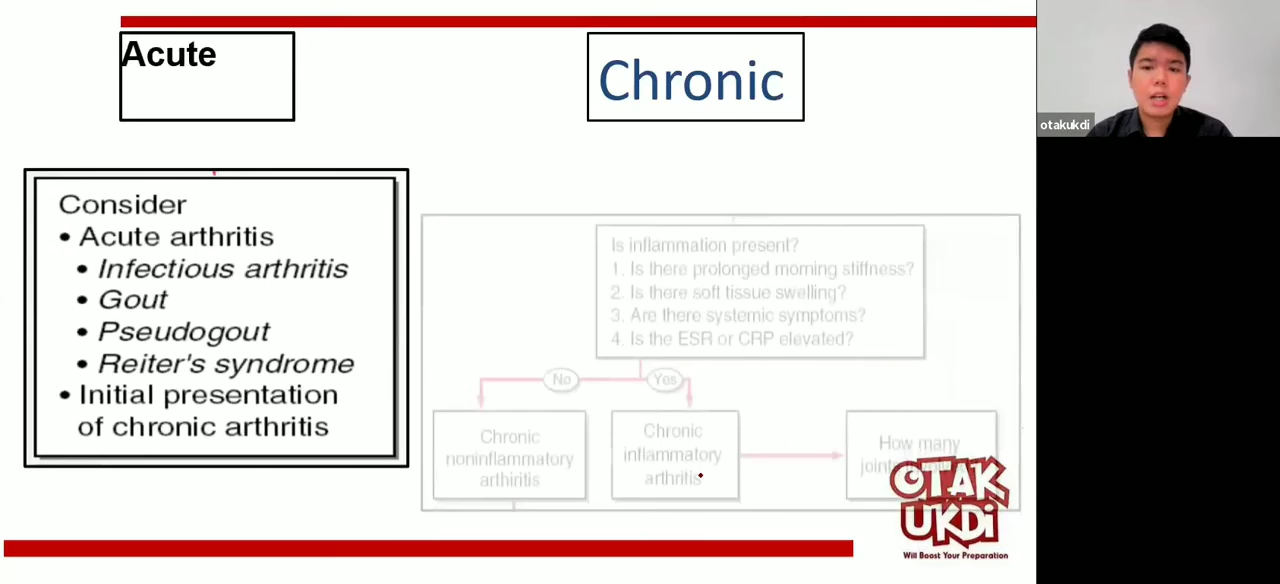 Acute
Chronic
otakukdi
Consider
• Acute arthritis
• Infectious arthritis
• Gout
• Pseudogout
• Reiter's syndrome
• Initial presentation
of chronic arthritis
Is inflammation present?
1. Is there prolonged morning stiffness?
2. Is there soft tissue swelling?
3. Are there systemic symptoms?
4. Is the ESR or CRP elevated?
No
Yes
Chronic
noninflammatory
arthiritis
Chronic
inflammatory
arthritis
How many
OTAK
UKDi
Will Boost Your Preparation